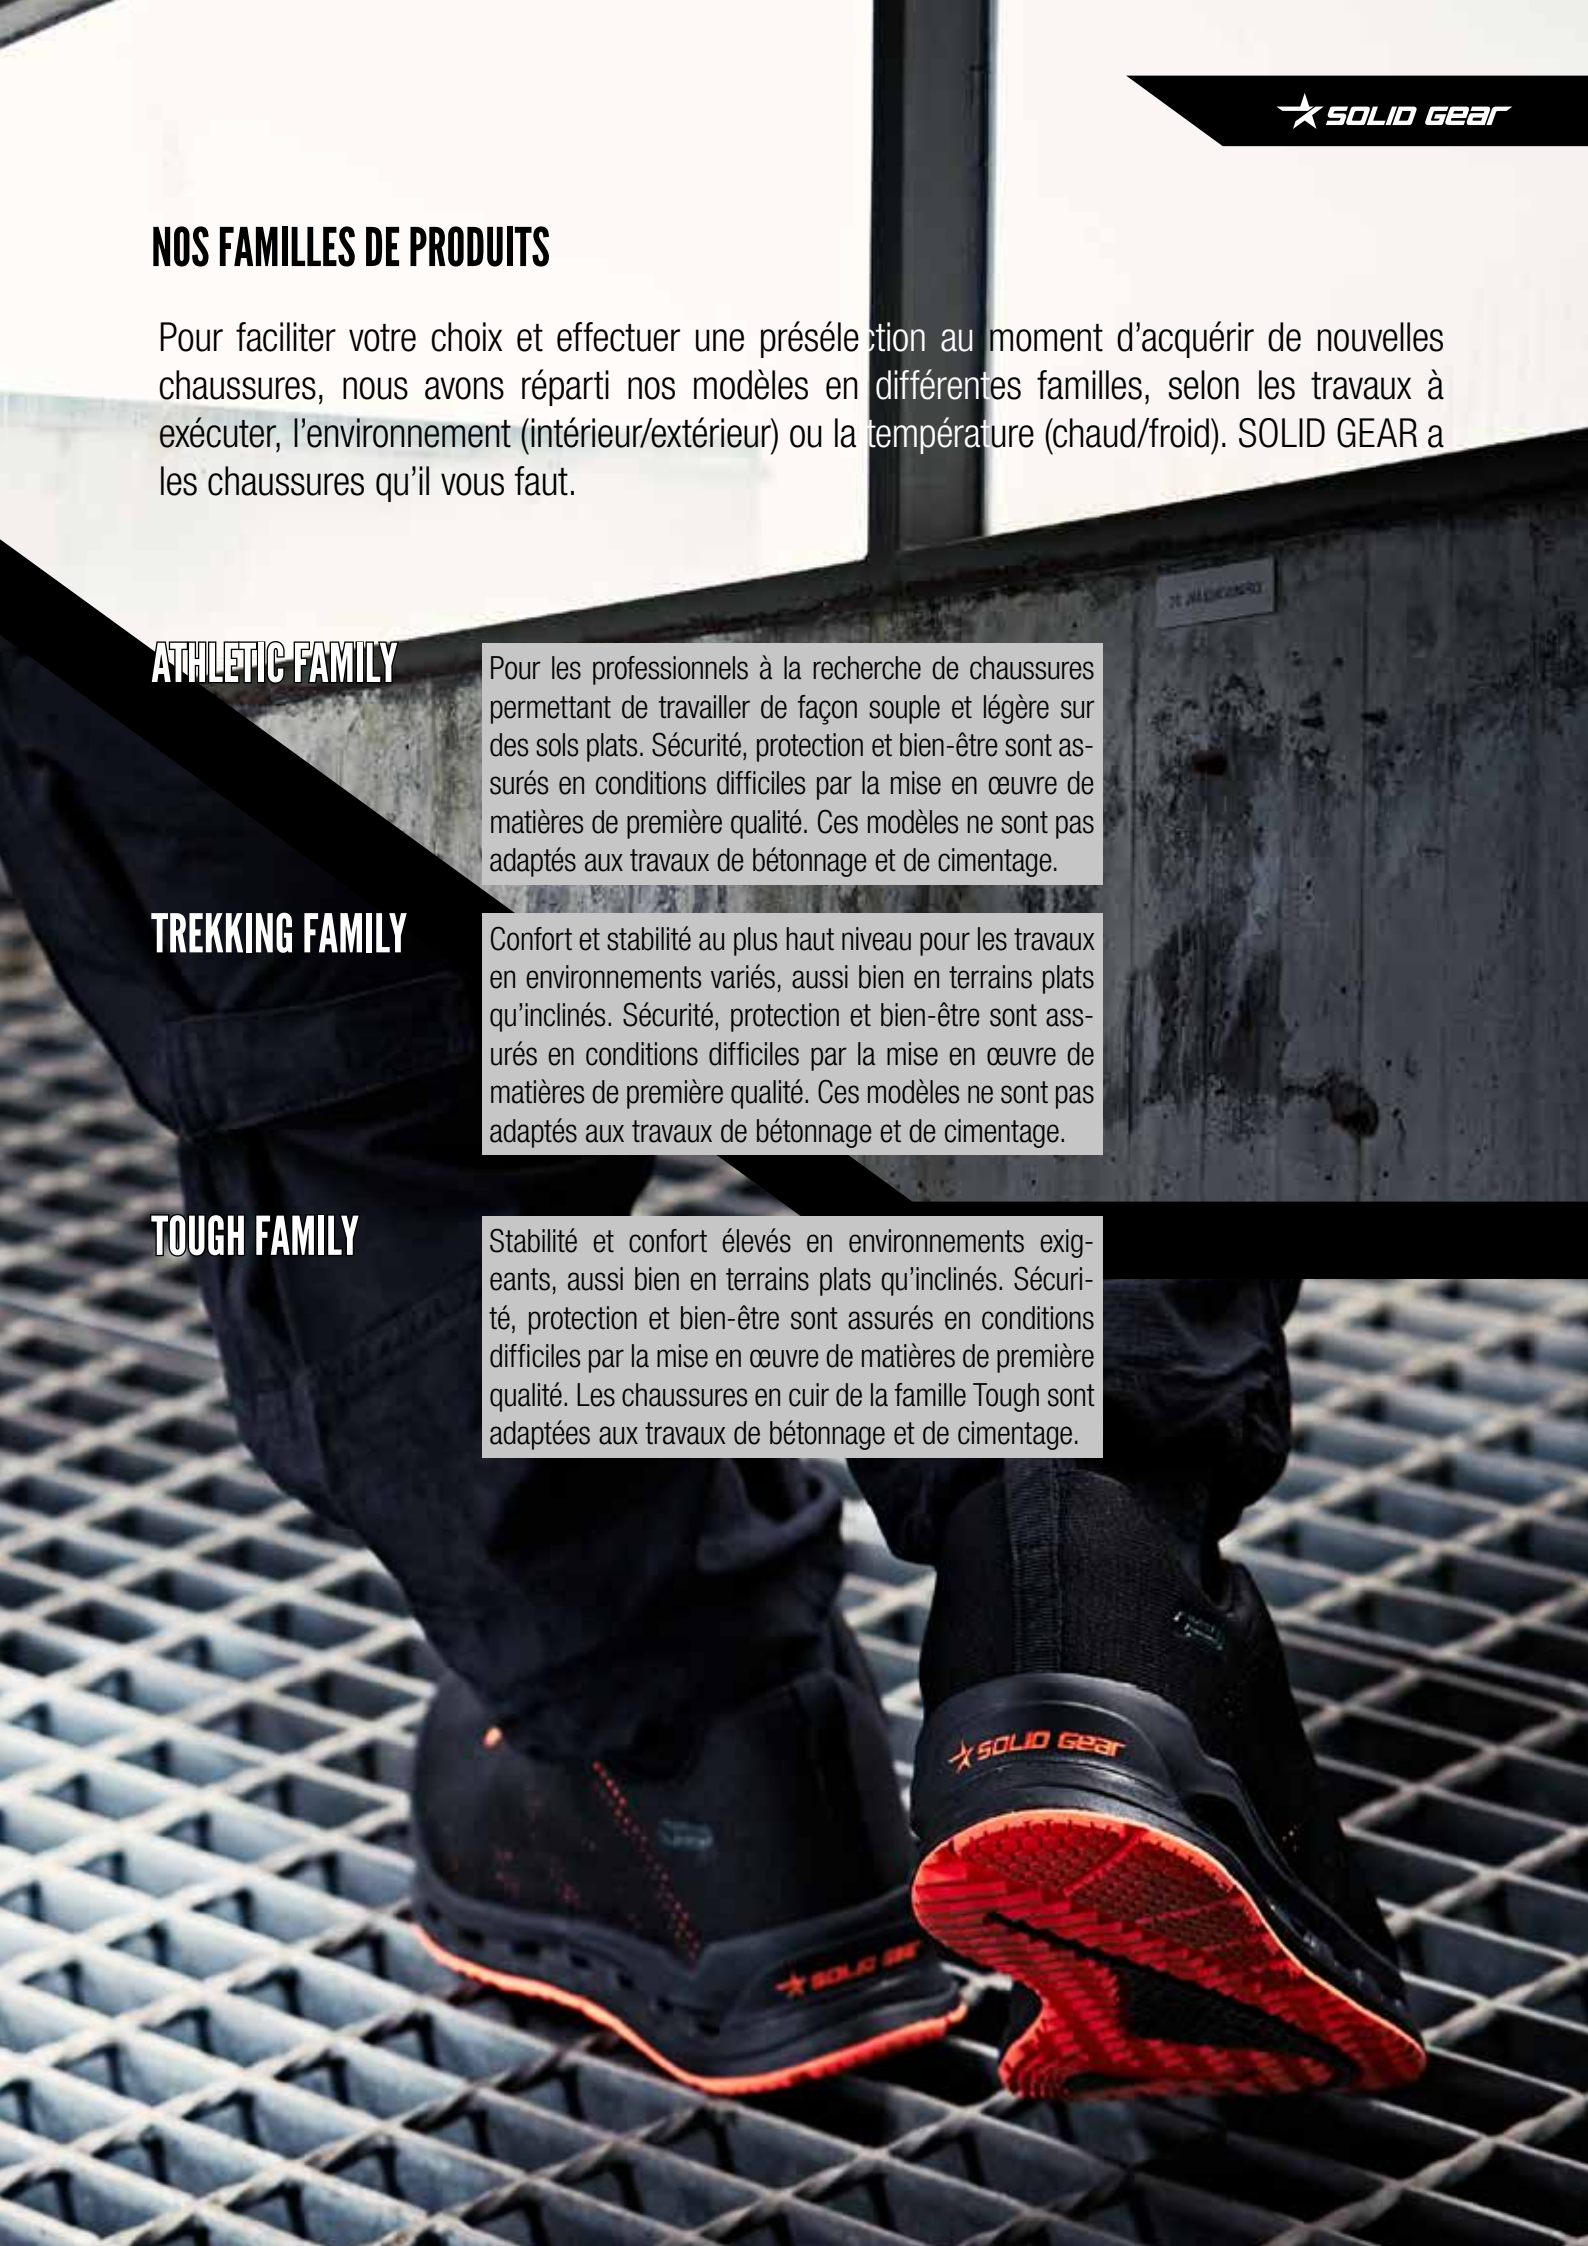 SOLID GEAR
NOS FAMILLES DE PRODUITS
Pour faciliter votre choix et effectuer une présélection au moment d’acquérir de nouvelles
chaussures, nous avons réparti nos modèles en différentes familles, selon les travaux à
exécuter, l’environnement (intérieur/extérieur) ou la température (chaud/froid). SOLID GEAR a
les chaussures qu’il vous faut.
ATHLETIC FAMILY
Pour les professionnels à la recherche de chaussures
permettant de travailler de façon souple et légère sur
des sols plats. Sécurité, protection et bien-être sont as-
surés en conditions difficiles par la mise en œuvre de
matières de première qualité. Ces modèles ne sont pas
adaptés aux travaux de bétonnage et de cimentage.
TREKKING FAMILY
Confort et stabilité au plus haut niveau pour les travaux
en environnements variés, aussi bien en terrains plats
qu’inclinés. Sécurité, protection et bien-être sont ass-
urés en conditions difficiles par la mise en œuvre de
matières de première qualité. Ces modèles ne sont pas
adaptés aux travaux de bétonnage et de cimentage.
TOUGH FAMILY
Stabilité et confort élevés en environnements exig-
eants, aussi bien en terrains plats qu’inclinés. Sécuri-
té, protection et bien-être sont assurés en conditions
difficiles par la mise en œuvre de matières de première
qualité. Les chaussures en cuir de la famille Tough sont
adaptées aux travaux de bétonnage et de cimentage.
SOLID GEAR
SOLID GEAR